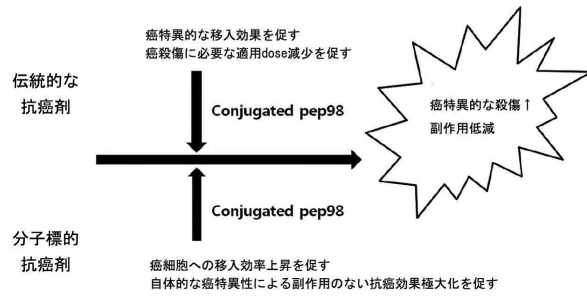 癌特異的な移入効果を促す
癌殺傷に必要な適用dose減少を促す
伝統的な
抗癌剤
Conjugated pep98
癌特異的な殺傷↑
副作用低減
Conjugated pep98
分子標的
抗癌剤
癌細胞への移入効率上昇を促す
自体的な癌特異性による副作用のない抗癌効果極大化を促す